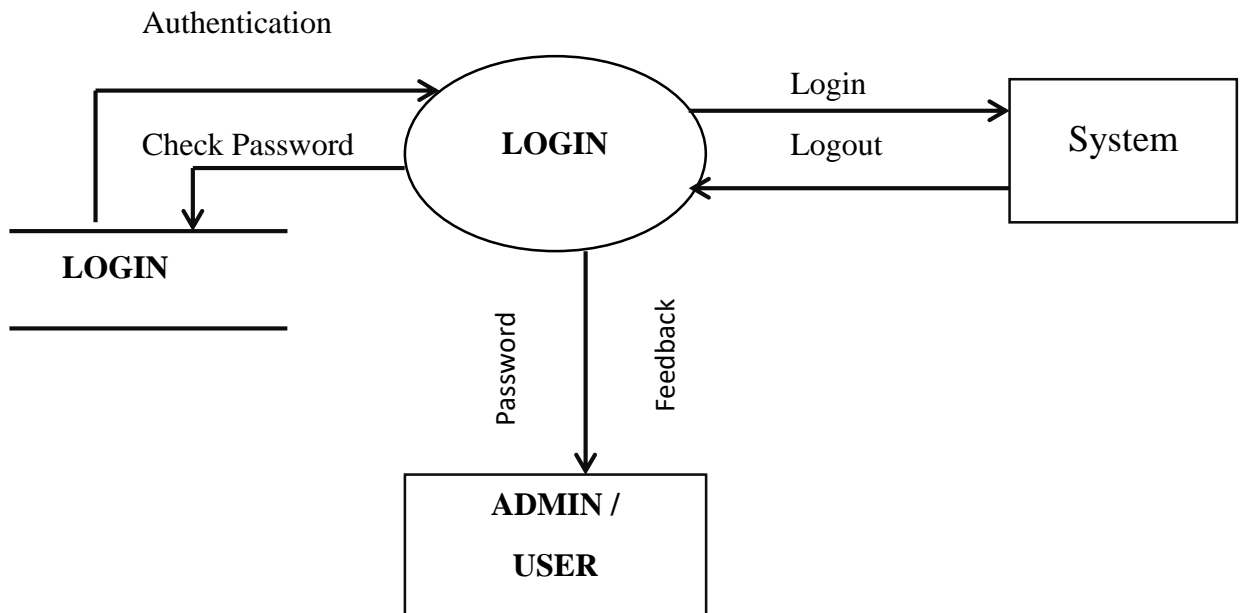 Authentication
Login
LOGIN
System
Check Password
Logout
LOGIN
Password
Feedback
ADMIN /
USER